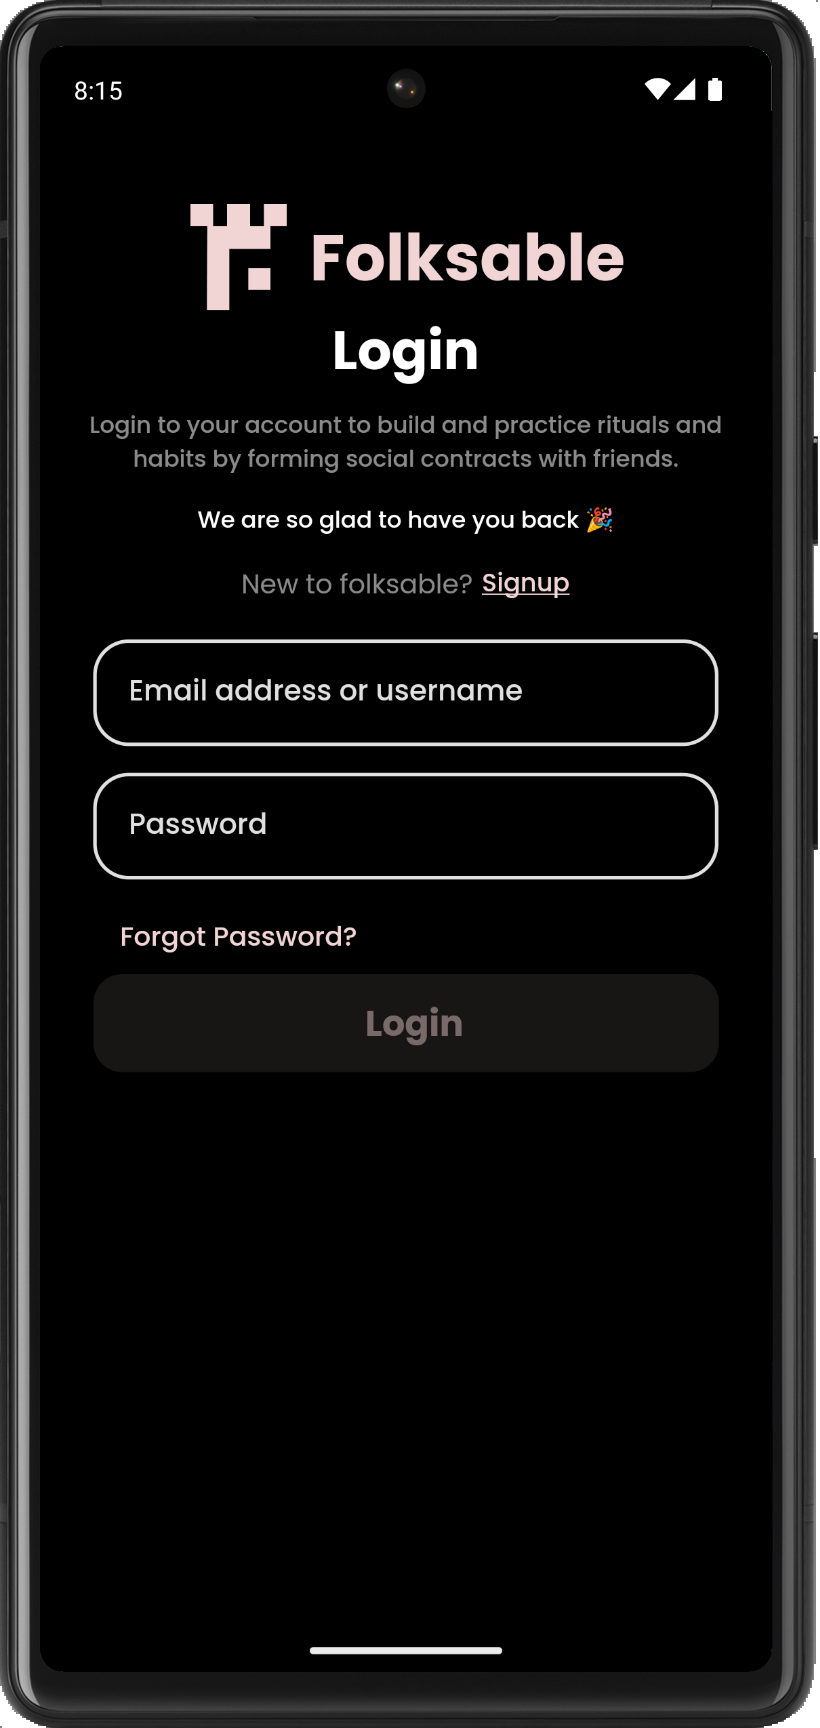 8:15
Folksable
Login
Login to your account to build and practice rituals and
habits by forming social contracts with friends.
We are so glad to have you back 🎉
New to folksable? Signup
Email address or username
Password
Forgot Password?
Login